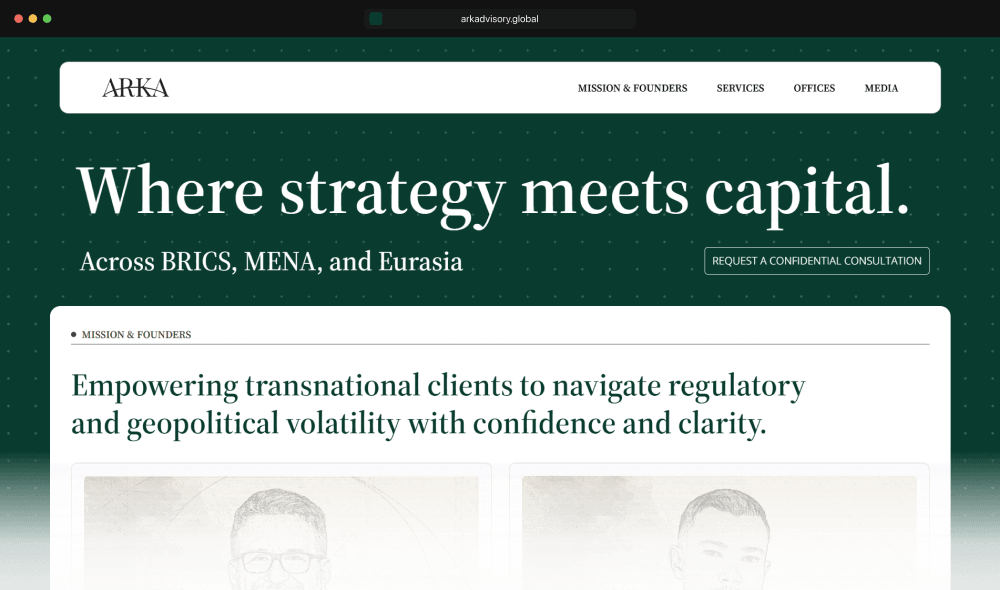 arkadvisory.global
ARKA
MISSION & FOUNDERS SERVICES OFFICES MEDIA
Where strategy meets capital.
Across BRICS, MENA, and Eurasia
REQUEST A CONFIDENTIAL CONSULTATION
MISSION & FOUNDERS
Empowering transnational clients to navigate regulatory
and geopolitical volatility with confidence and clarity.